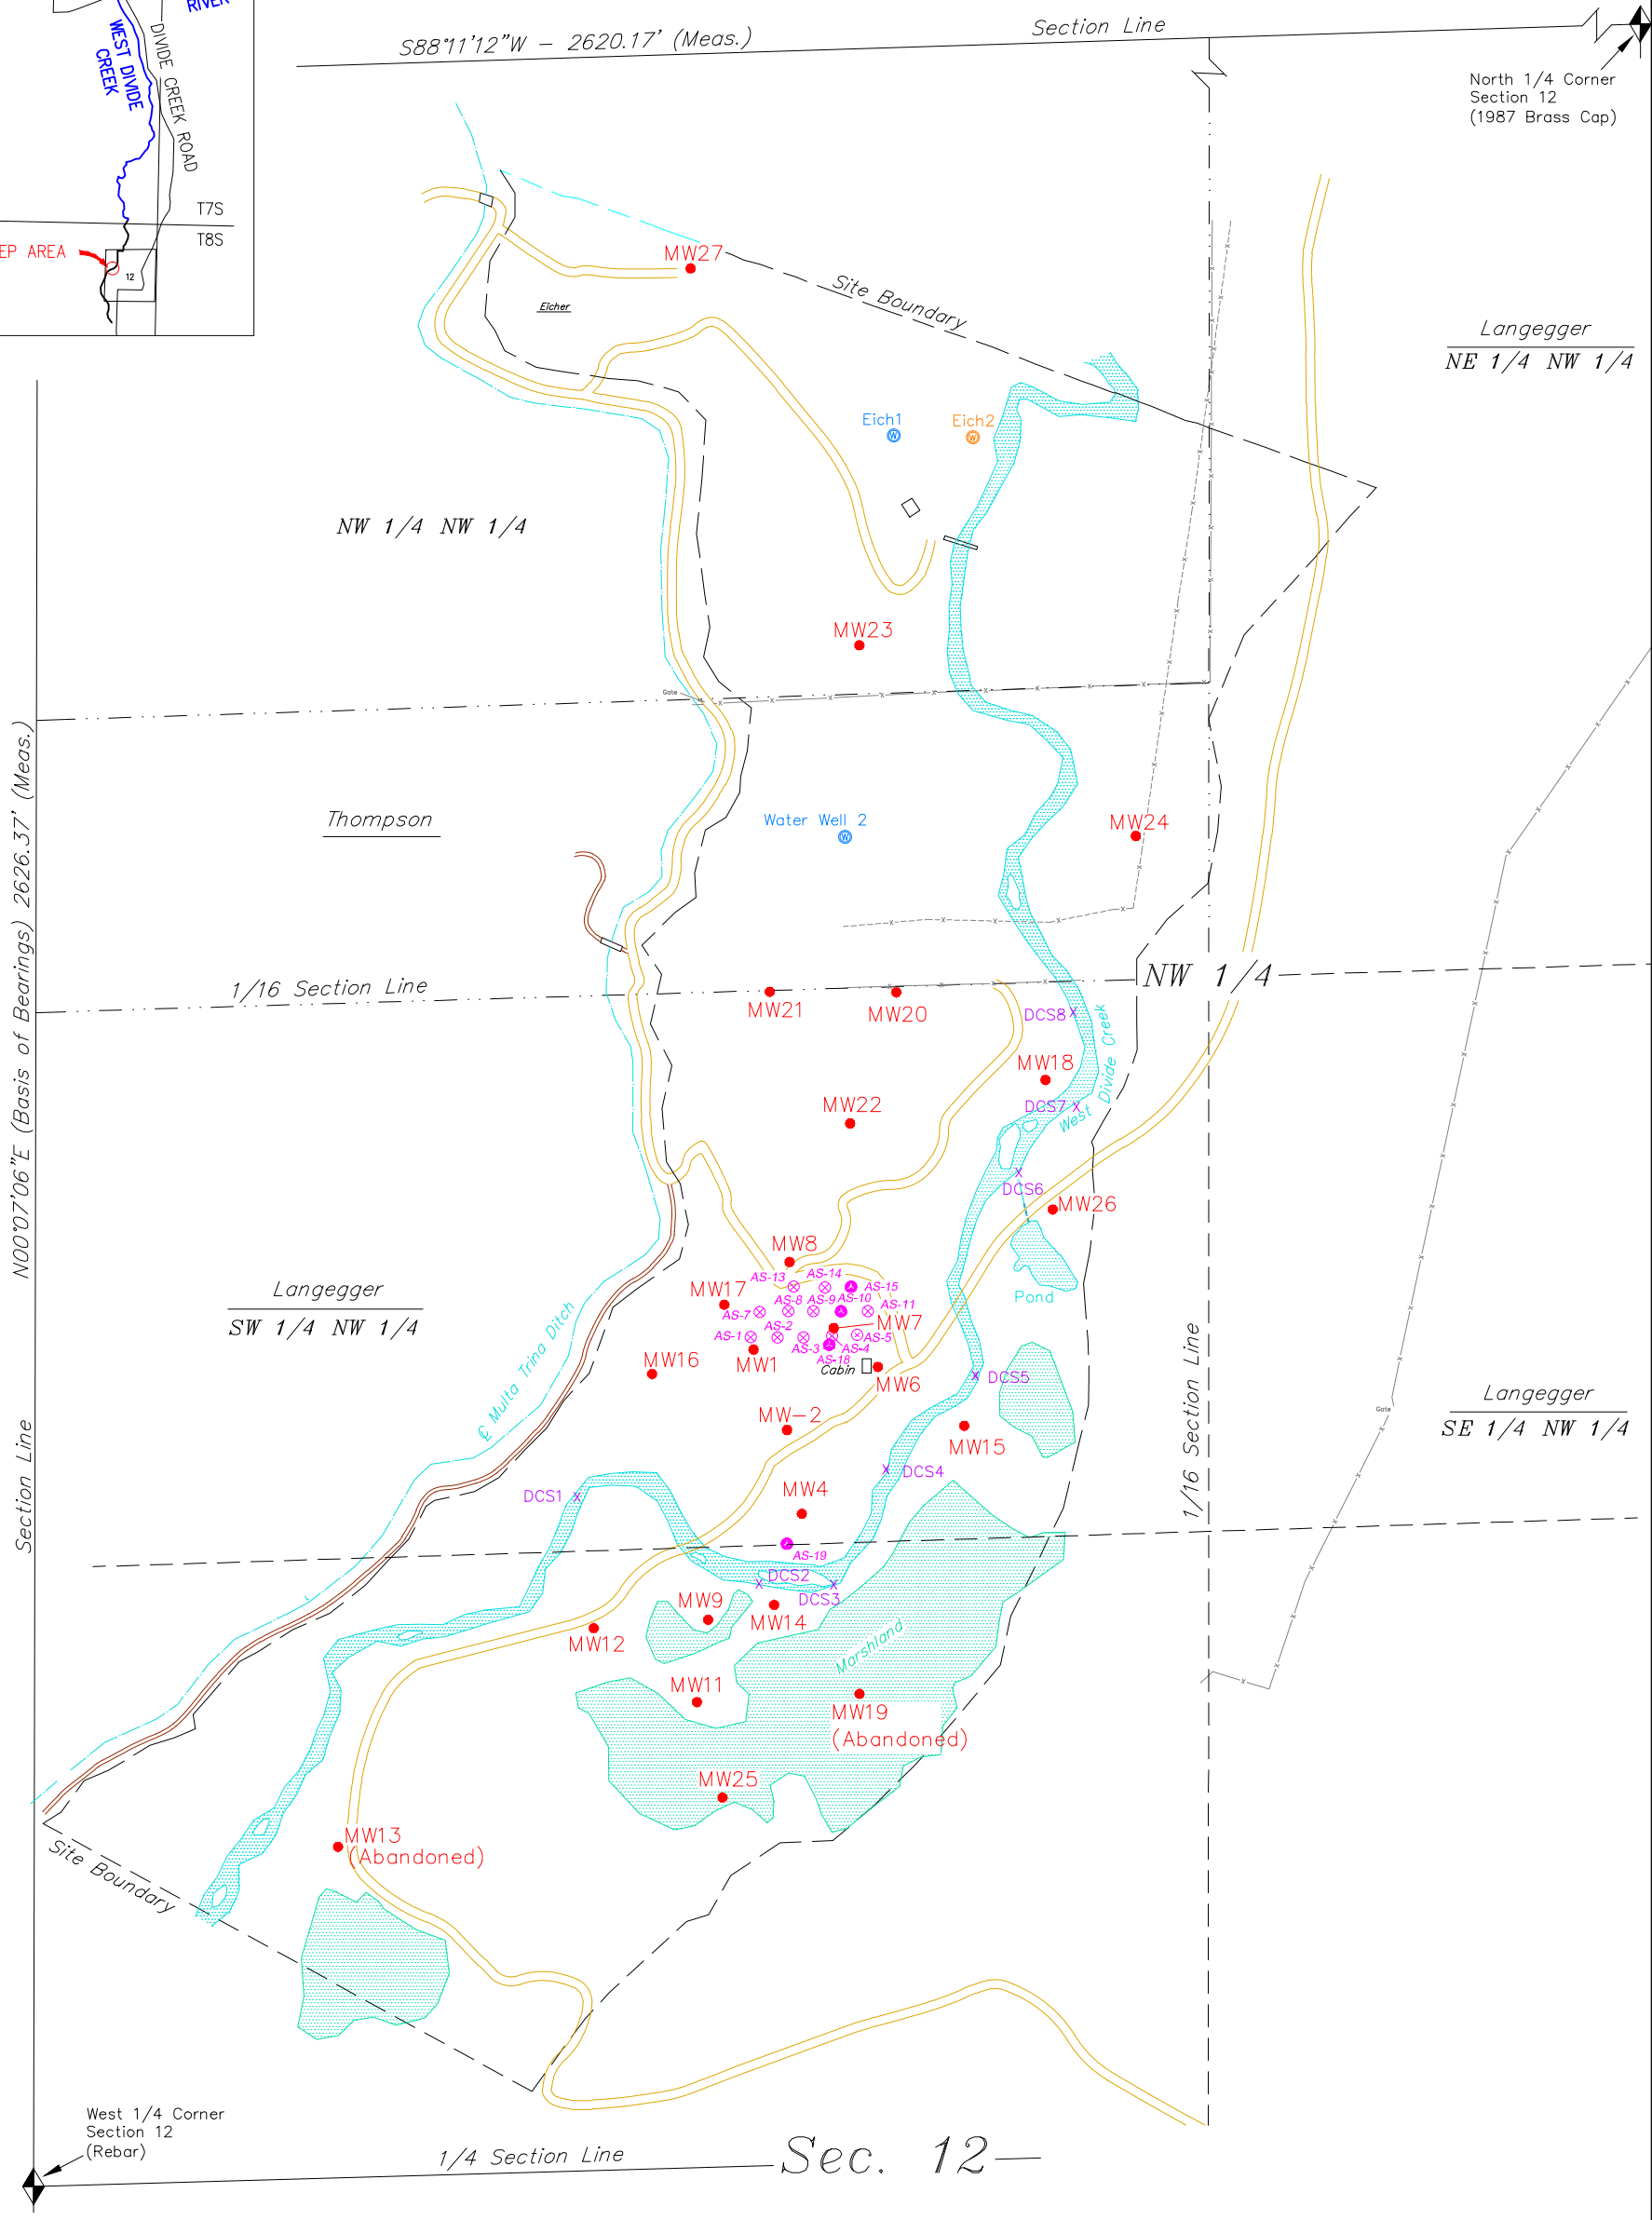 RIVER
WEST DIVIDE
CREEK
DIVIDE CREEK ROAD
T7S
T8S
EP AREA
12
S88°11'12"W - 2620.17' (Meas.)
Section Line
North 1/4 Corner
Section 12
(1987 Brass Cap)
MW27
Eicher
Site Boundary
Langegger
NE 1/4 NW 1/4
Eich1
Eich2
NW 1/4 NW 1/4
MW23
Gate
Thompson
Water Well 2
MW24
N00°07'06"E (Basis of Bearings) 2626.37' (Meas.)
Section Line
1/16 Section Line
NW 1/4
MW21
MW20
DCS8
West Divide Creek
MW18
DCS7
MW22
DCS6
MW26
MW8
AS-13
AS-14
AS-15
Pond
Langegger
SW 1/4 NW 1/4
MW17
AS-7
AS-8
AS-9
AS-10
AS-11
MW7
AS-1
AS-2
AS-3
AS-4
AS-5
AS-18
MW1
Cabin
MW6
MW16
℄ Multa Trina Ditch
DCS5
1/16 Section Line
Langegger
SE 1/4 NW 1/4
Gate
MW-2
MW15
DCS4
DCS1
MW4
AS-19
DCS2
DCS3
MW9
MW14
MW12
Marshland
MW11
MW19
(Abandoned)
MW25
MW13
(Abandoned)
Site Boundary
West 1/4 Corner
Section 12
(Rebar)
1/4 Section Line
Sec. 12